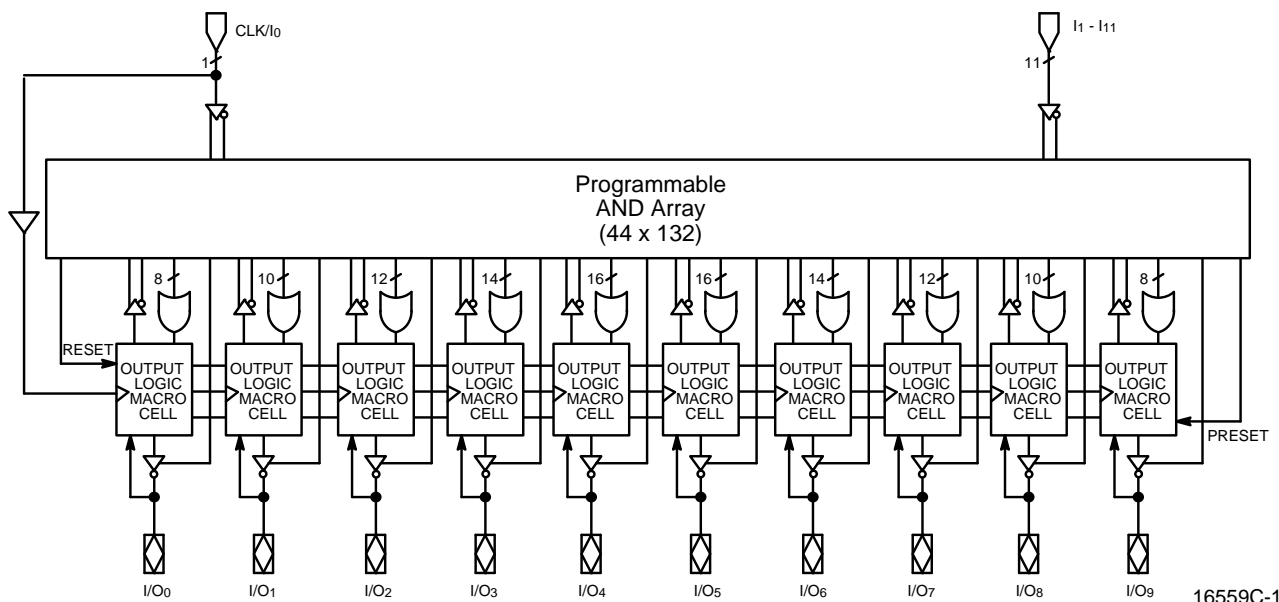 CLK/I0
I1 - I11
1
11
Programmable
AND Array
(44 x 132)
8 10 12 14 16 16 14 12 10 8
RESET
OUTPUT LOGIC MACRO CELL
OUTPUT LOGIC MACRO CELL
OUTPUT LOGIC MACRO CELL
OUTPUT LOGIC MACRO CELL
OUTPUT LOGIC MACRO CELL
OUTPUT LOGIC MACRO CELL
OUTPUT LOGIC MACRO CELL
OUTPUT LOGIC MACRO CELL
OUTPUT LOGIC MACRO CELL
OUTPUT LOGIC MACRO CELL
PRESET
I/O0 I/O1 I/O2 I/O3 I/O4 I/O5 I/O6 I/O7 I/O8 I/O9
16559C-1